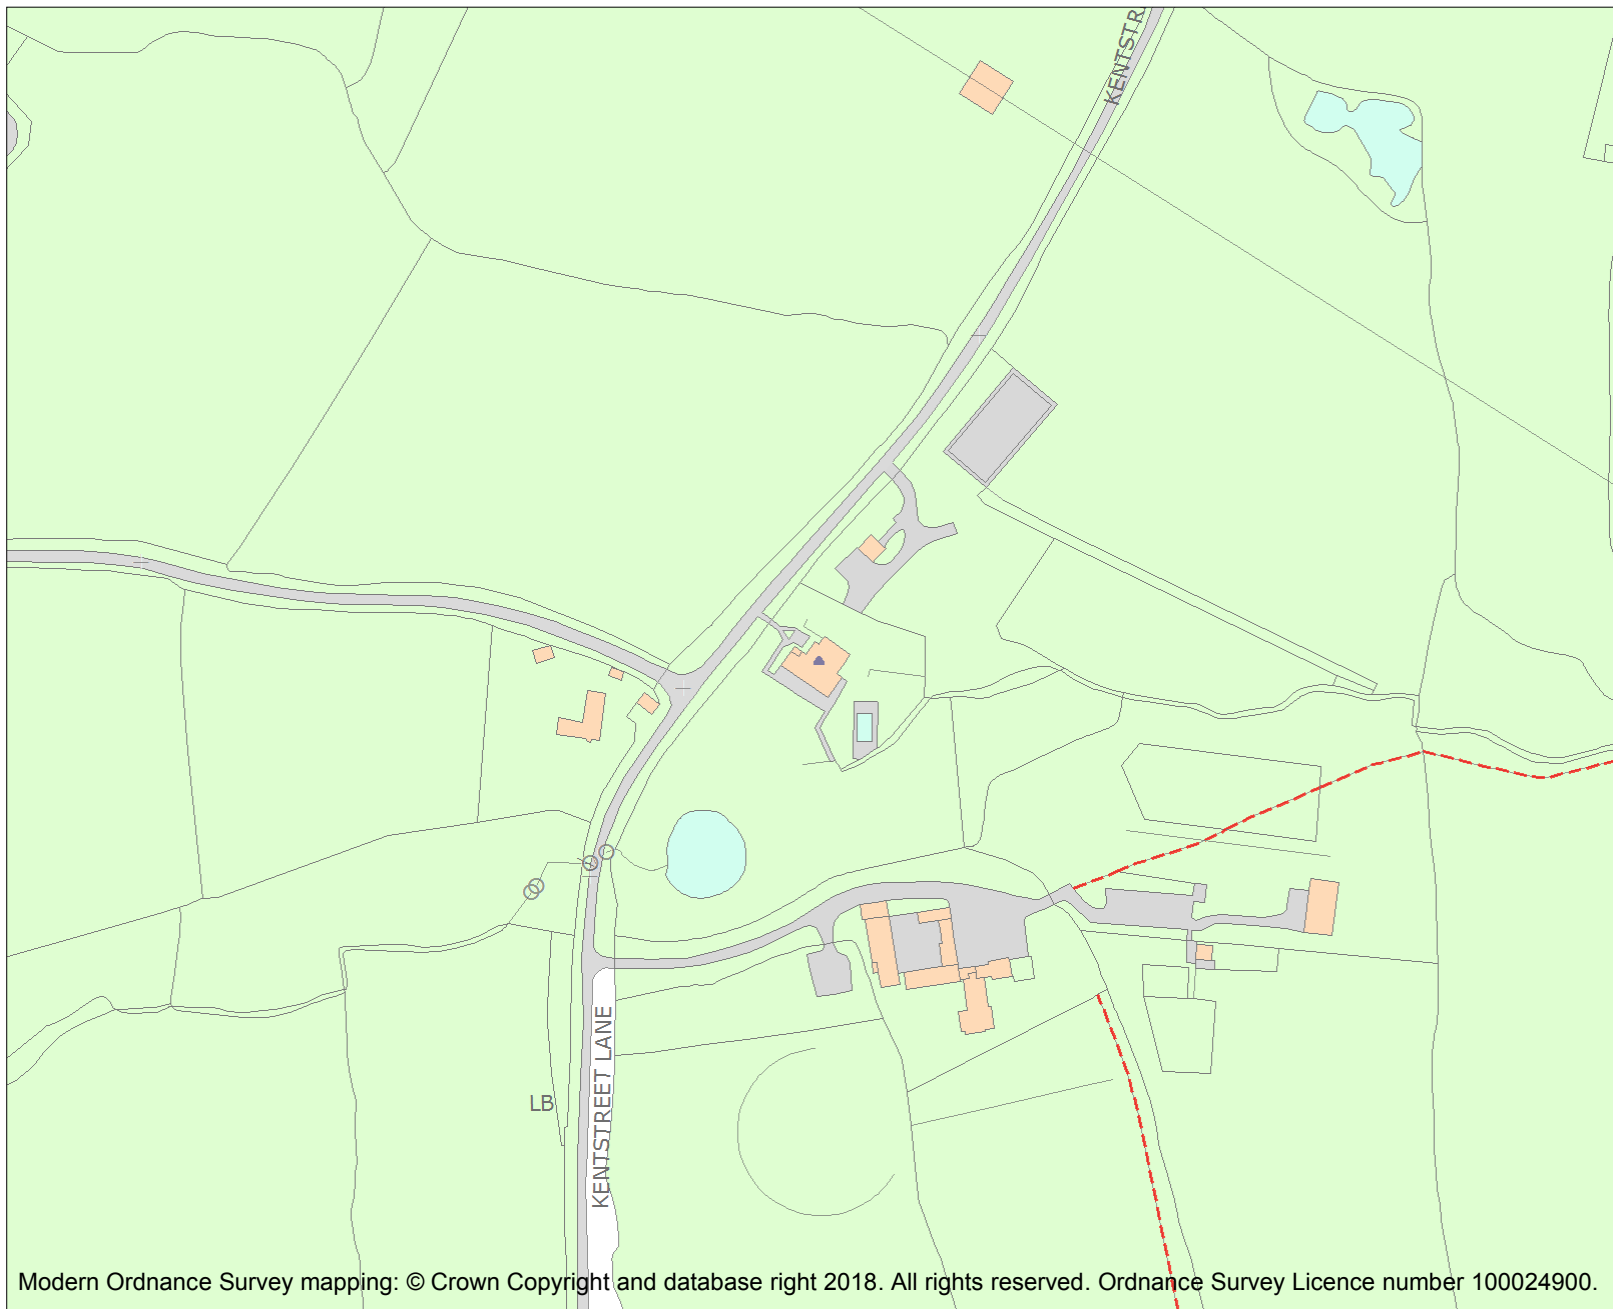 KENTSTR
LB
KENTSTREET LANE
Modern Ordnance Survey mapping: © Crown Copyright and database right 2018. All rights reserved. Ordnance Survey Licence number 100024900.